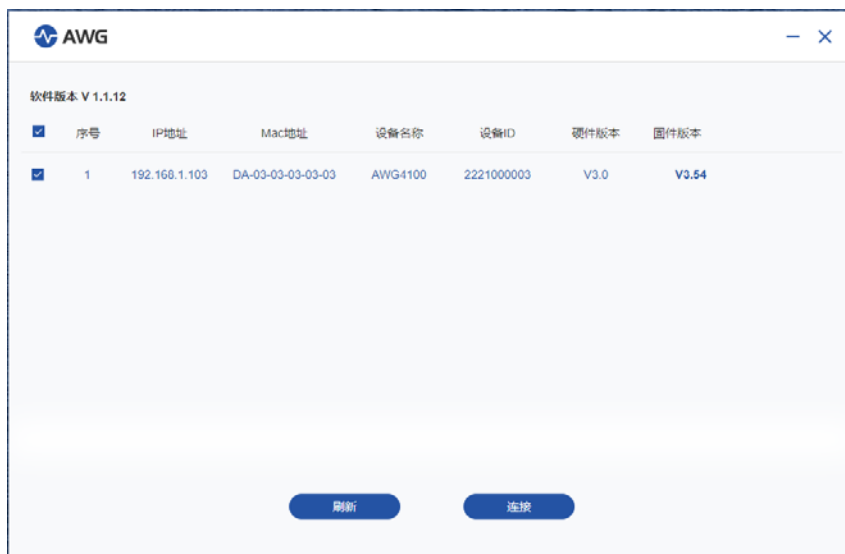 AWG
软件版本 V 1.1.12
序号 IP地址 Mac地址 设备名称 设备ID 硬件版本 固件版本
1 192.168.1.103 DA-03-03-03-03-03 AWG4100 2221000003 V3.0 V3.54
刷新 连接